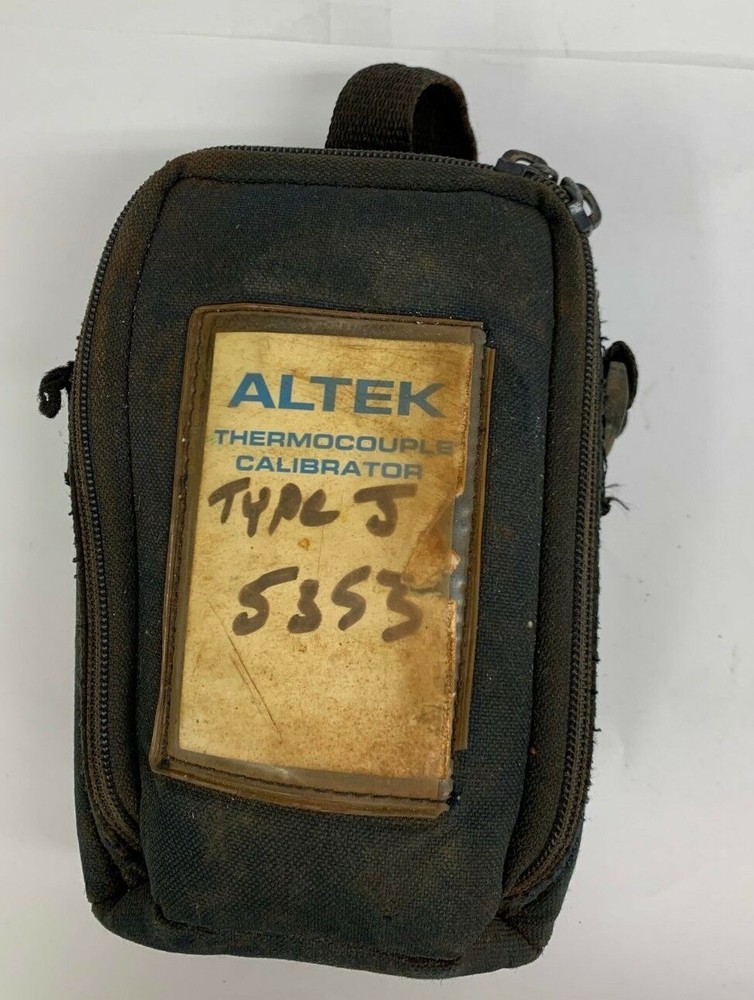 ALTEK
THERMOCOUPLE
CALIBRATOR
TYPE J
5353